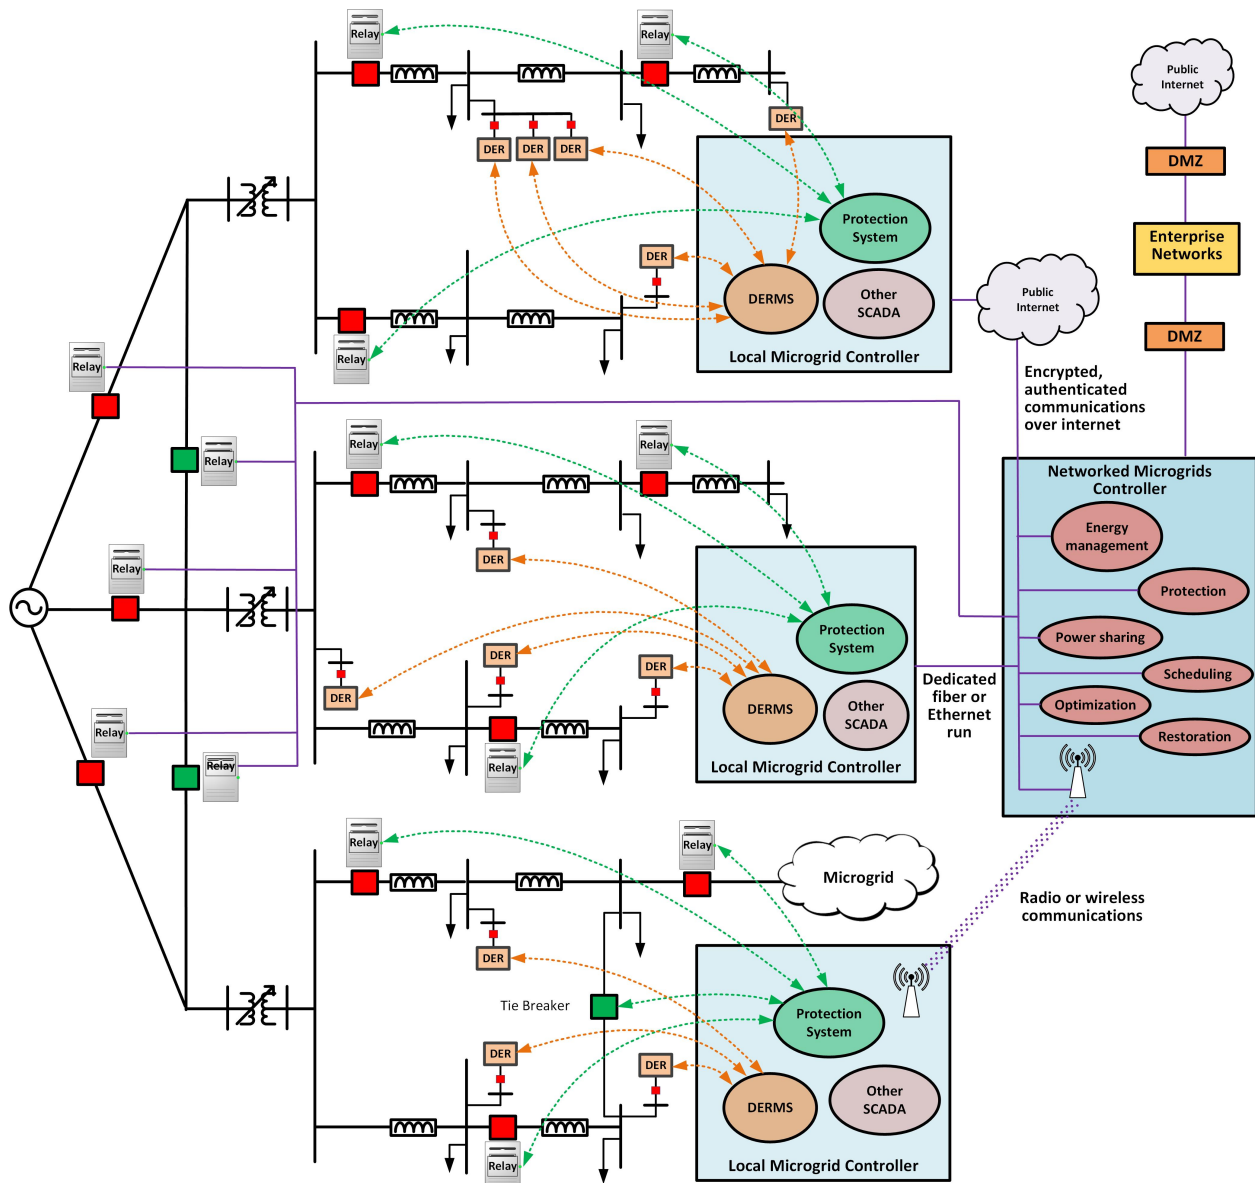 Relay
Relay
Public
Internet
DER
DER
DER
DER
DMZ
Protection
System
Enterprise
Networks
DER
DERMS
Other
SCADA
Public
Internet
Relay
Local Microgrid Controller
DMZ
Relay
Encrypted,
authenticated
communications
over internet
Relay
Relay
Relay
Networked Microgrids
Controller
Energy
management
DER
Relay
Protection
Protection
System
Power sharing
DER
DER
DER
Dedicated
fiber or
Ethernet
run
Scheduling
DERMS
Other
SCADA
Optimization
Relay
Restoration
Relay
Relay
Local Microgrid Controller
Relay
Relay
Microgrid
Radio or wireless
communications
DER
Tie Breaker
Protection
System
DER
DER
DERMS
Other
SCADA
Relay
Local Microgrid Controller